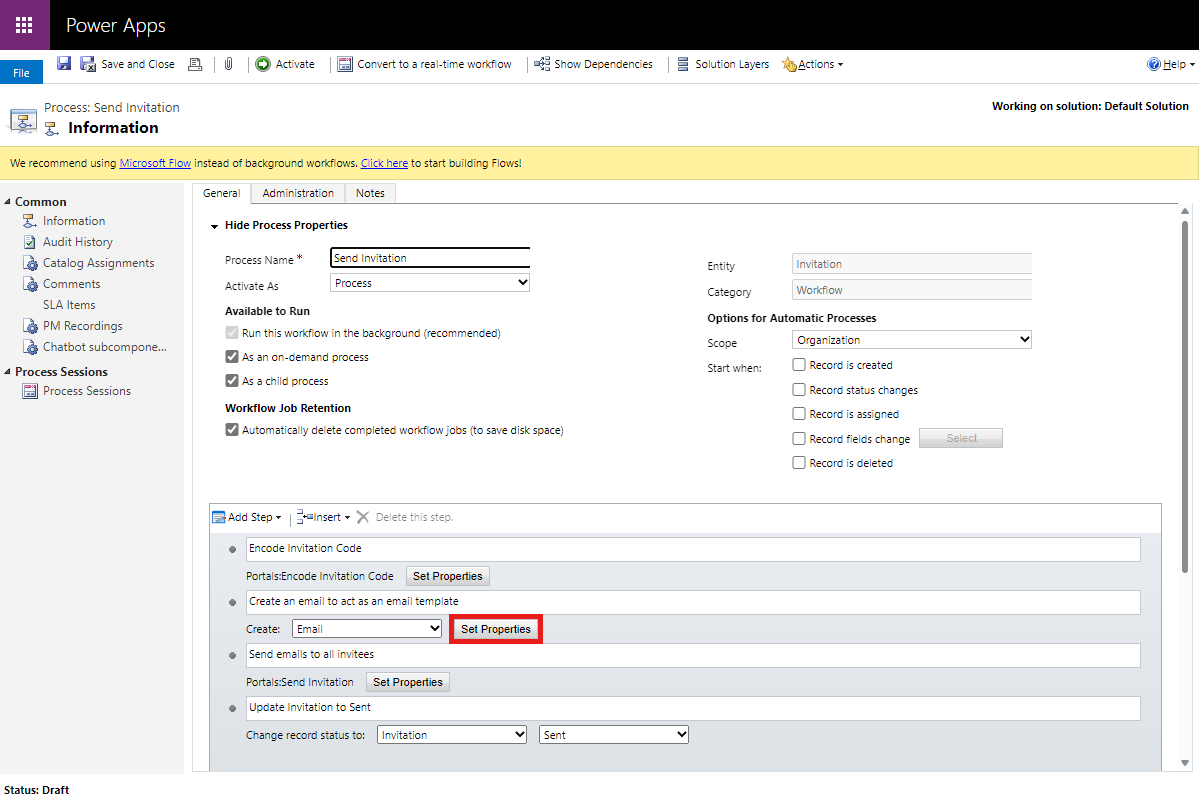 Power Apps
File Save and Close Activate Convert to a real-time workflow Show Dependencies Solution Layers Actions Help
Process: Send Invitation
Information
Working on solution: Default Solution
We recommend using Microsoft Flow instead of background workflows. Click here to start building Flows!
Common
Information
Audit History
Catalog Assignments
Comments
SLA Items
PM Recordings
Chatbot subcompone...
Process Sessions
Process Sessions
General Administration Notes
Hide Process Properties
Process Name * Send Invitation
Activate As Process
Available to Run
Run this workflow in the background (recommended)
As an on-demand process
As a child process
Workflow Job Retention
Automatically delete completed workflow jobs (to save disk space)
Entity Invitation
Category Workflow
Options for Automatic Processes
Scope Organization
Start when: Record is created
Record status changes
Record is assigned
Record fields change Select
Record is deleted
Add Step Insert Delete this step.
Encode Invitation Code
Portals:Encode Invitation Code Set Properties
Create an email to act as an email template
Create: Email Set Properties
Send emails to all invitees
Portals:Send Invitation Set Properties
Update Invitation to Sent
Change record status to: Invitation Sent
Status: Draft